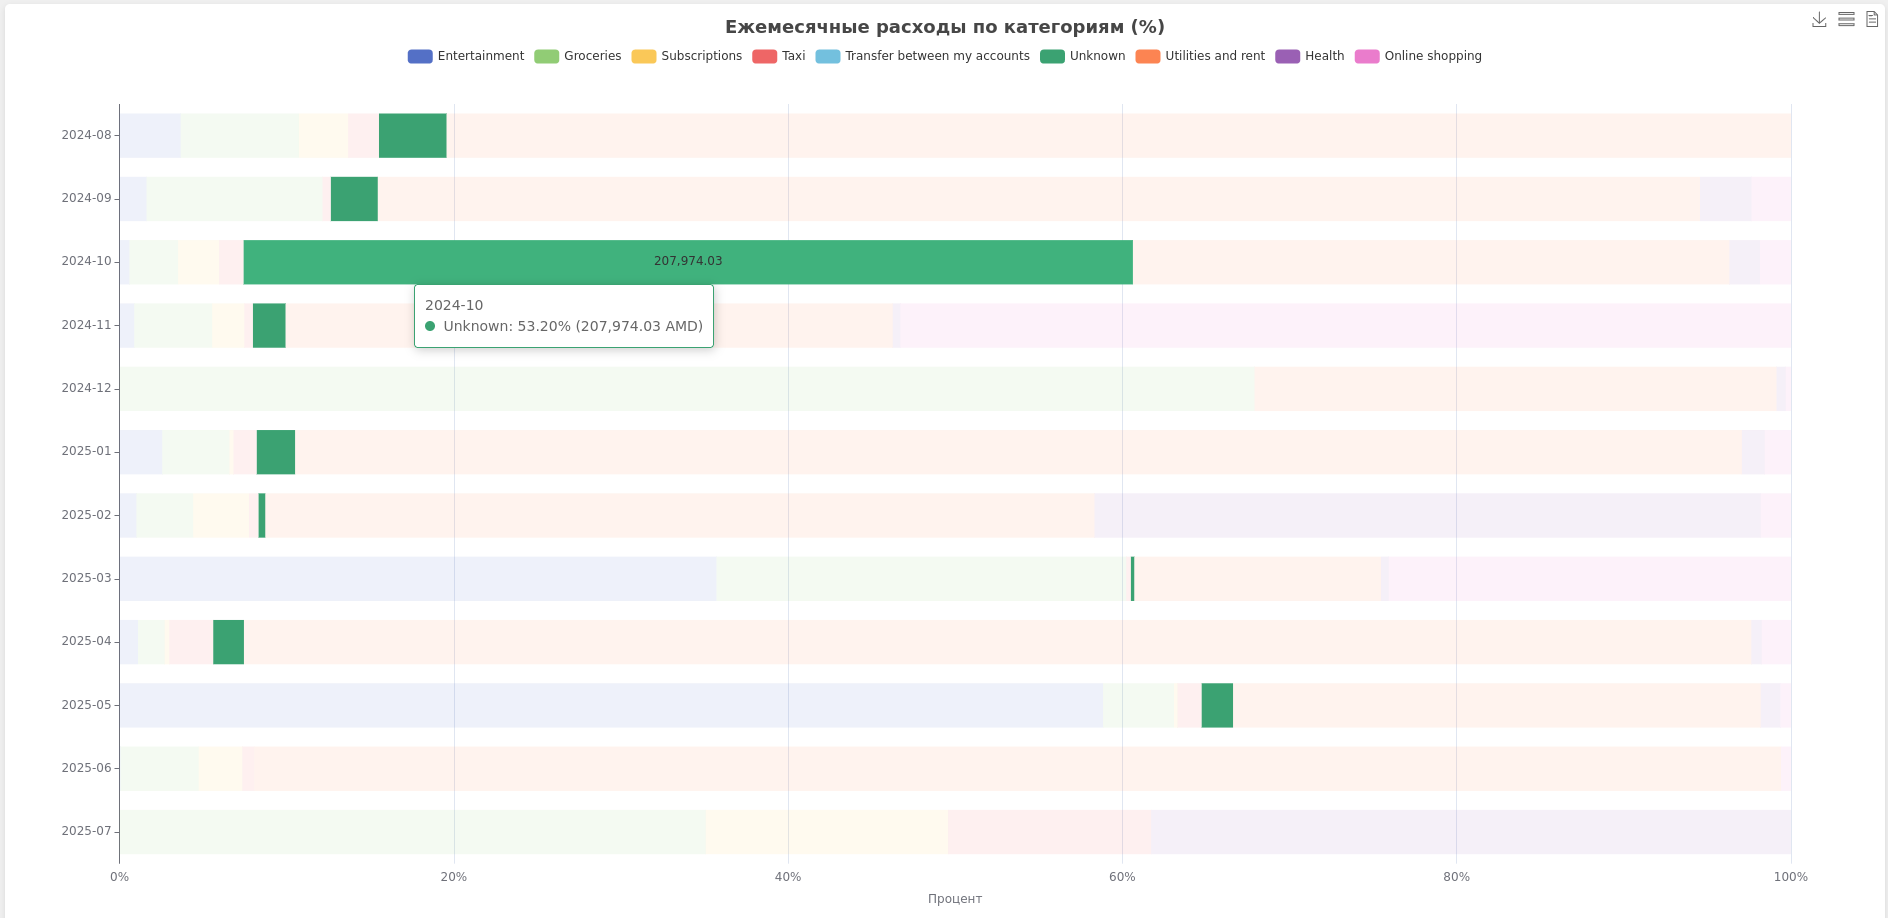 Ежемесячные расходы по категориям (%)
Entertainment Groceries Subscriptions Taxi Transfer between my accounts Unknown Utilities and rent Health Online shopping
2024-08
2024-09
2024-10
207,974.03
2024-10
Unknown: 53.20% (207,974.03 AMD)
2024-11
2024-12
2025-01
2025-02
2025-03
2025-04
2025-05
2025-06
2025-07
0% 20% 40% 60% 80% 100%
Процент